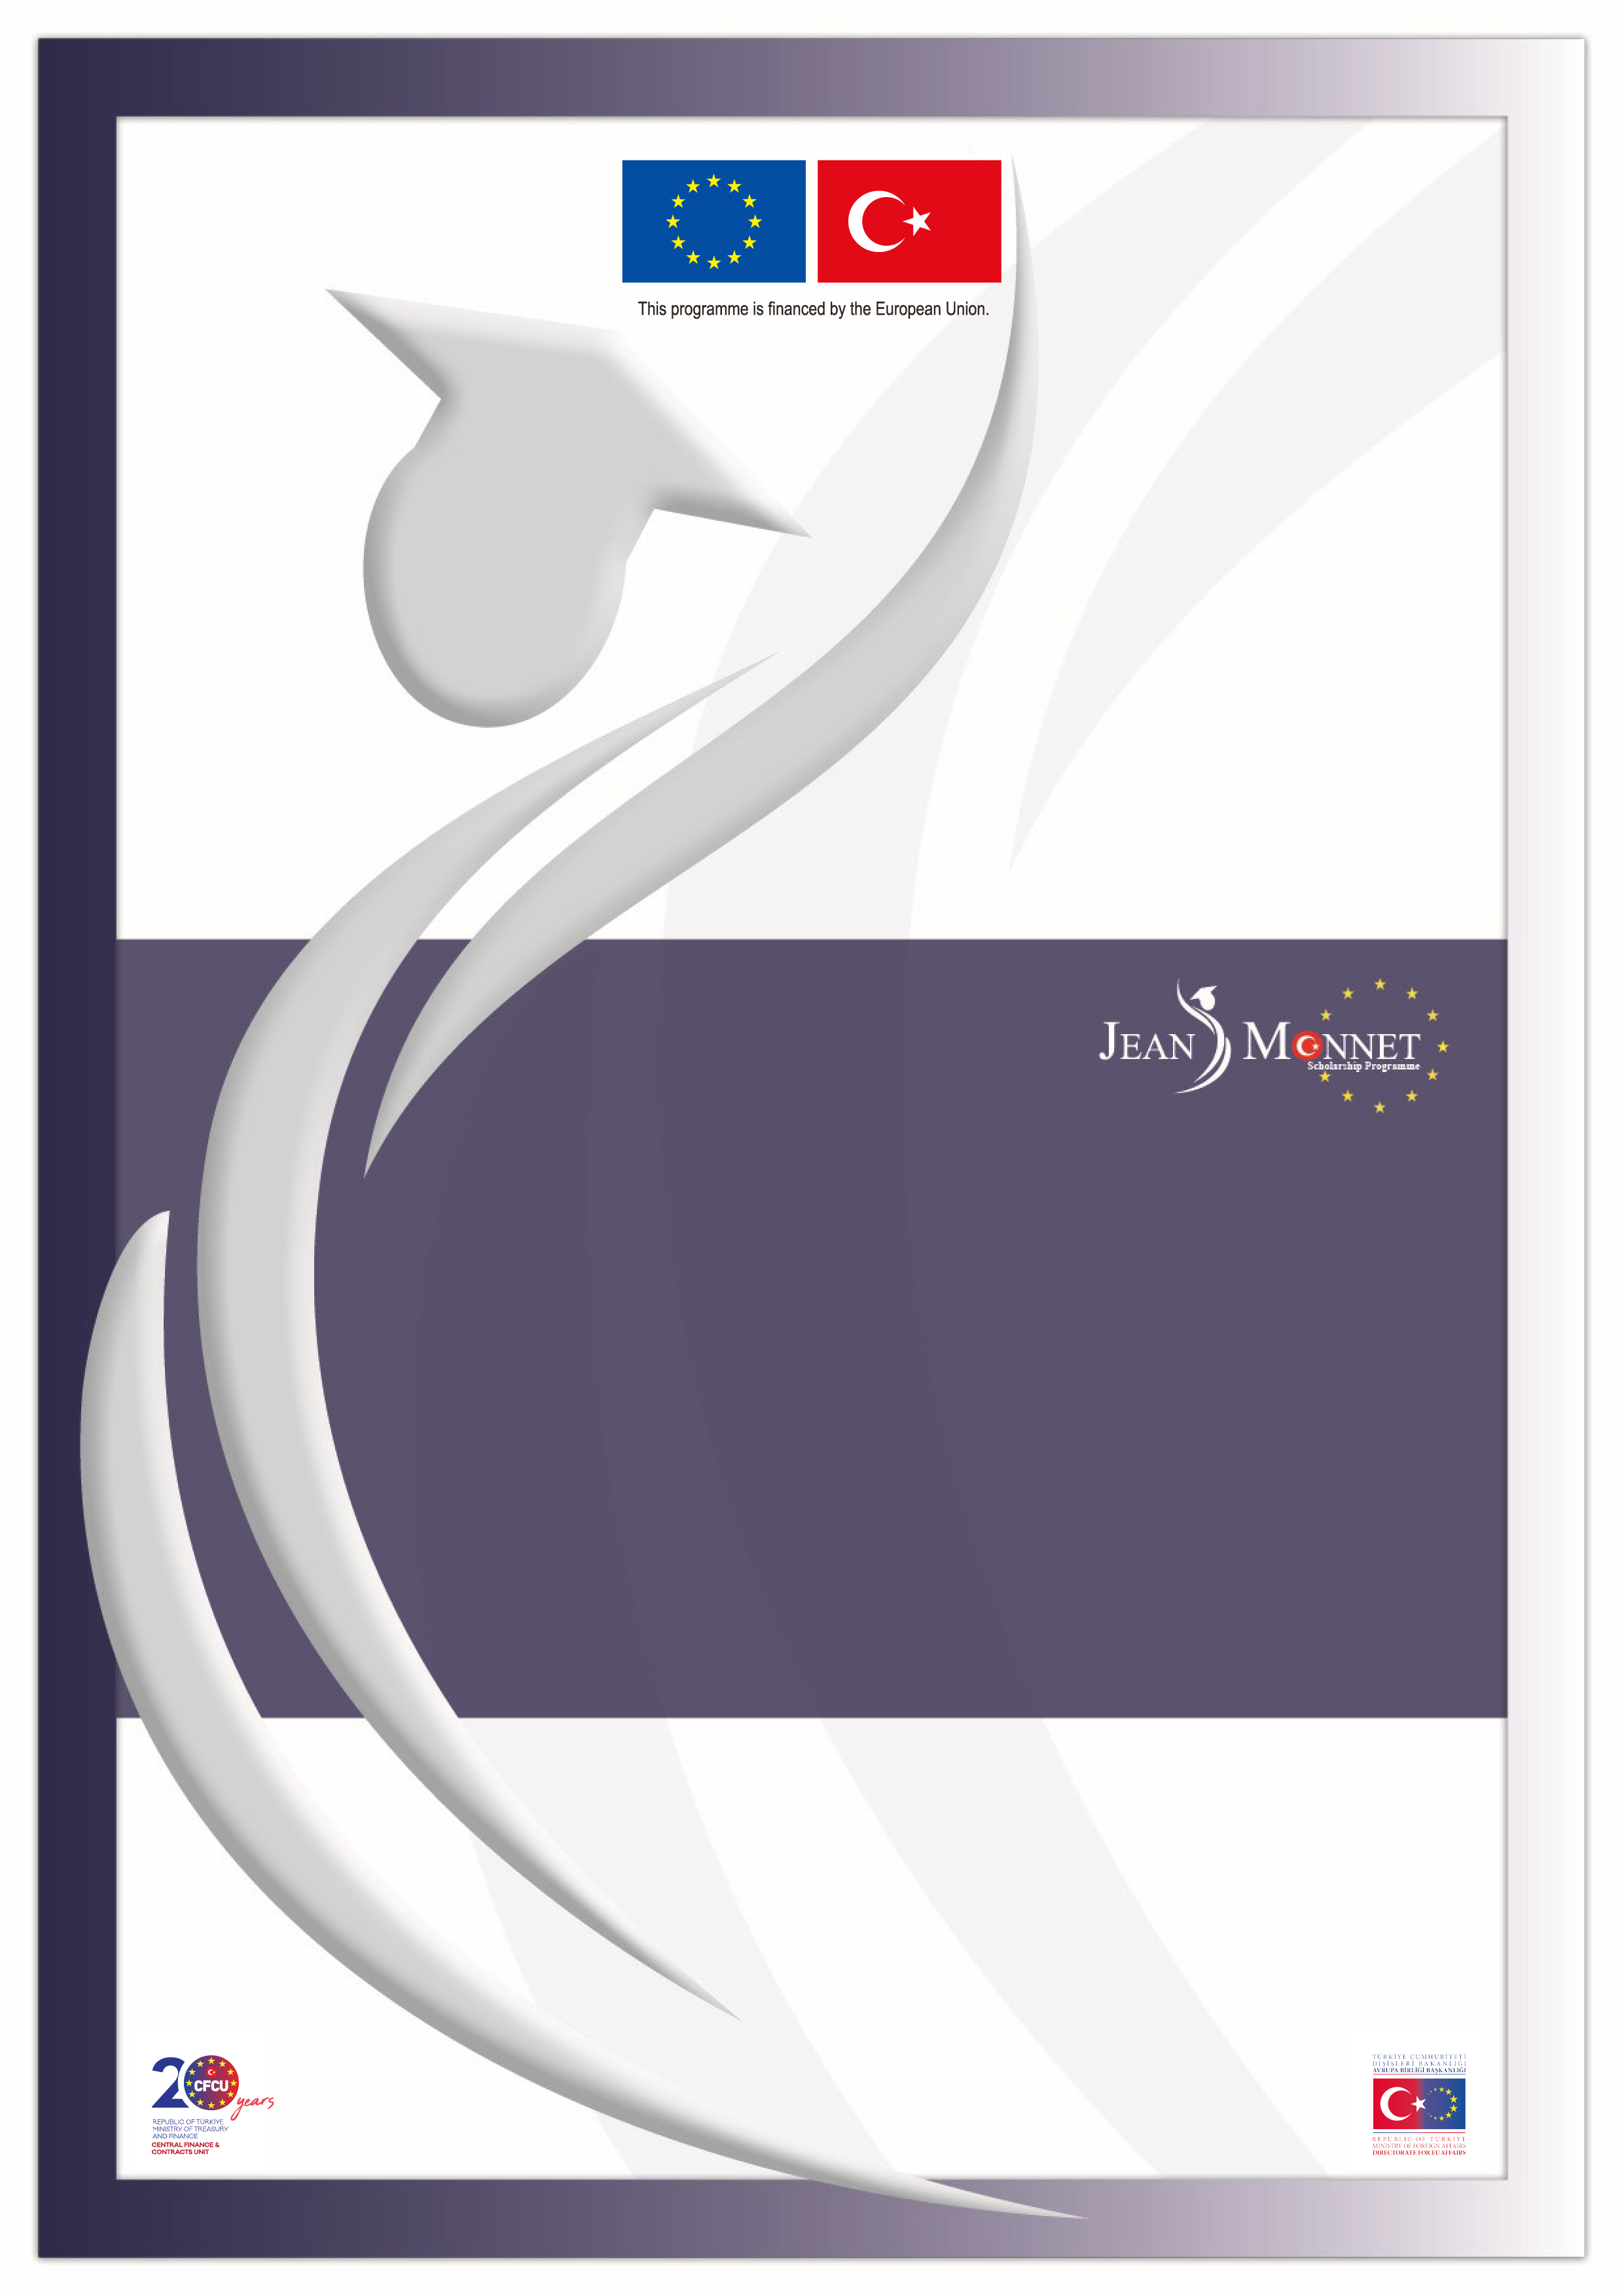 This programme is financed by the European Union.
JEAN MONNET
Scholarship Programme
20 CFCU years
REPUBLIC OF TÜRKİYE
MINISTRY OF TREASURY
AND FINANCE
CENTRAL FINANCE &
CONTRACTS UNIT
TÜRKİYE CUMHURİYETİ
DIŞİŞLERİ BAKANLIĞI
AVRUPA BİRLİĞİ BAŞKANLIĞI
REPUBLIC OF TÜRKİYE
MINISTRY OF FOREIGN AFFAIRS
DIRECTORATE FOR EU AFFAIRS